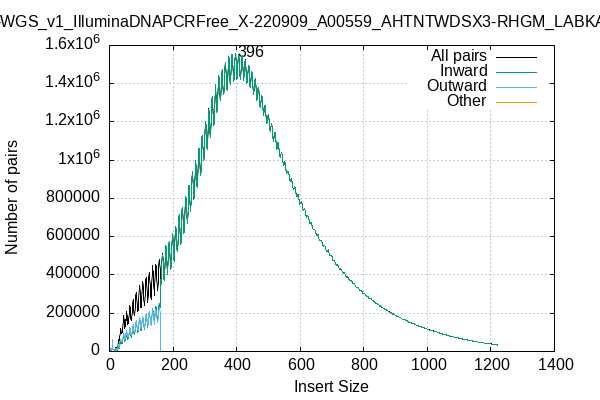 -WGS_v1_IlluminaDNAPCRFree_X-220909_A00559_AHTNTWDSX3-RHGM_LABKA
1.6x10^6
1.4x10^6
1.2x10^6
1x10^6
800000
600000
400000
200000
0
Number of pairs
396
All pairs
Inward
Outward
Other
0 200 400 600 800 1000 1200 1400
Insert Size